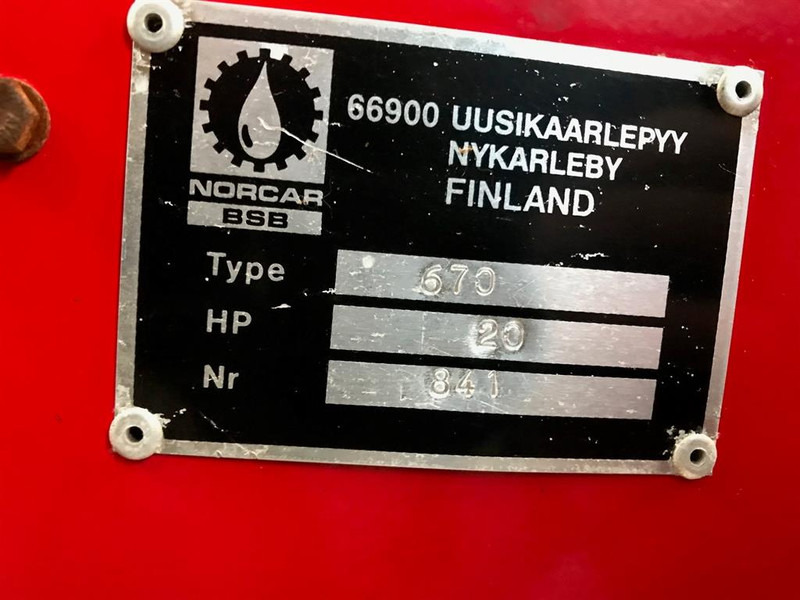 NORCAR
BSB
66900 UUSIKAARLEPYY
NYKARLEBY
FINLAND
Type 670
HP 20
Nr 841